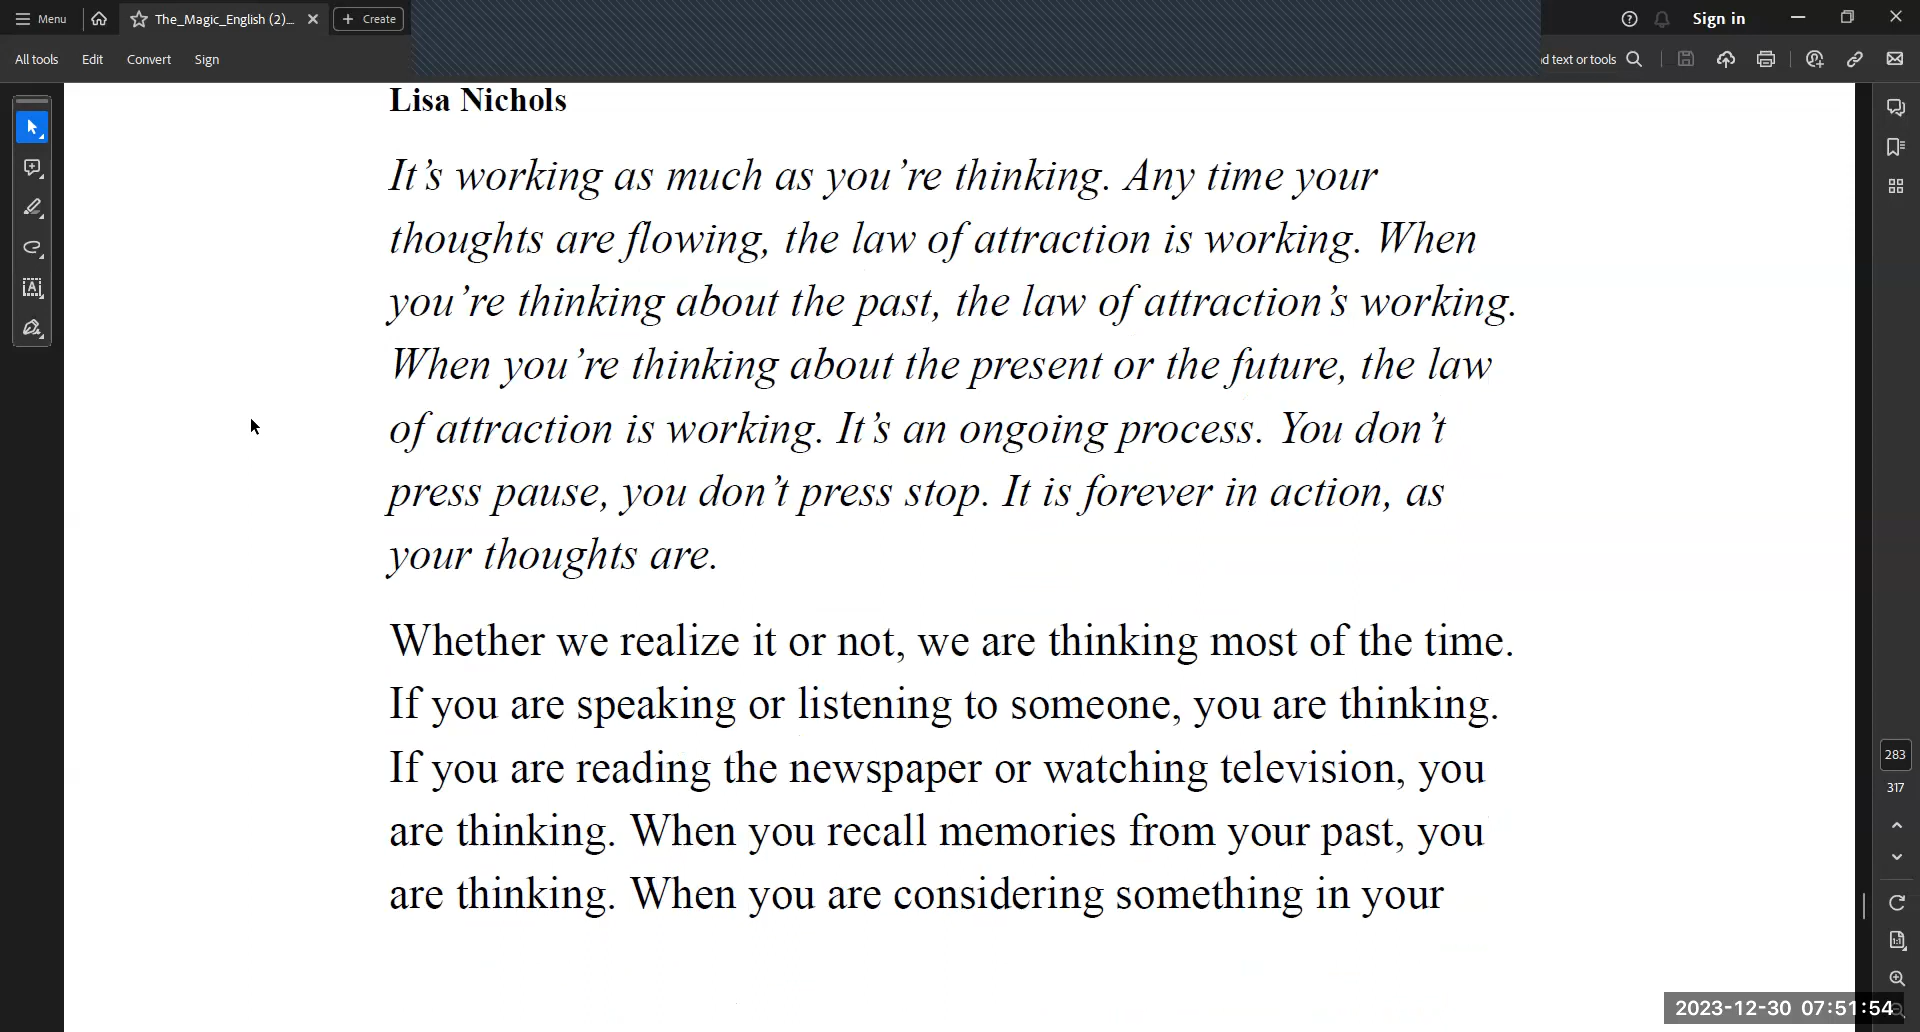 Menu
The_Magic_English (2)...
Create
Sign in
All tools
Edit
Convert
Sign
d text or tools
Lisa Nichols
It’s working as much as you’re thinking. Any time your
thoughts are flowing, the law of attraction is working. When
you’re thinking about the past, the law of attraction’s working.
When you’re thinking about the present or the future, the law
of attraction is working. It’s an ongoing process. You don’t
press pause, you don’t press stop. It is forever in action, as
your thoughts are.
Whether we realize it or not, we are thinking most of the time.
If you are speaking or listening to someone, you are thinking.
If you are reading the newspaper or watching television, you
are thinking. When you recall memories from your past, you
are thinking. When you are considering something in your
283
317
2023-12-30 07:51:54